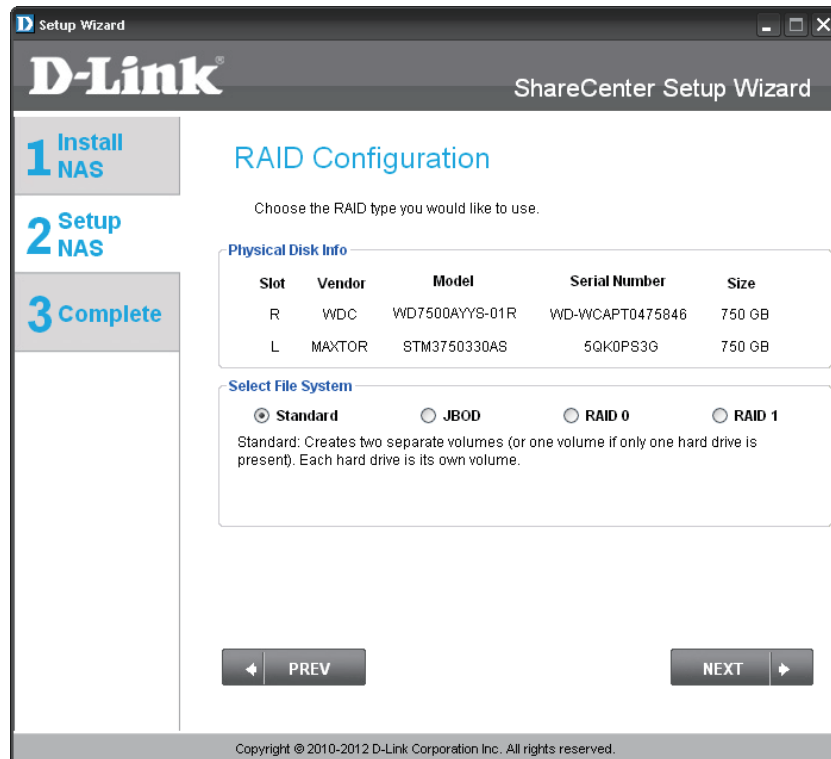 Setup Wizard
D-Link®
ShareCenter Setup Wizard
1 Install NAS
2 Setup NAS
3 Complete
RAID Configuration
Choose the RAID type you would like to use.
Physical Disk Info
Slot Vendor Model Serial Number Size
R WDC WD7500AYYS-01R WD-WCAPT0475846 750 GB
L MAXTOR STM3750330AS 5QK0PS3G 750 GB
Select File System
Standard JBOD RAID 0 RAID 1
Standard: Creates two separate volumes (or one volume if only one hard drive is
present). Each hard drive is its own volume.
PREV NEXT
Copyright © 2010-2012 D-Link Corporation Inc. All rights reserved.